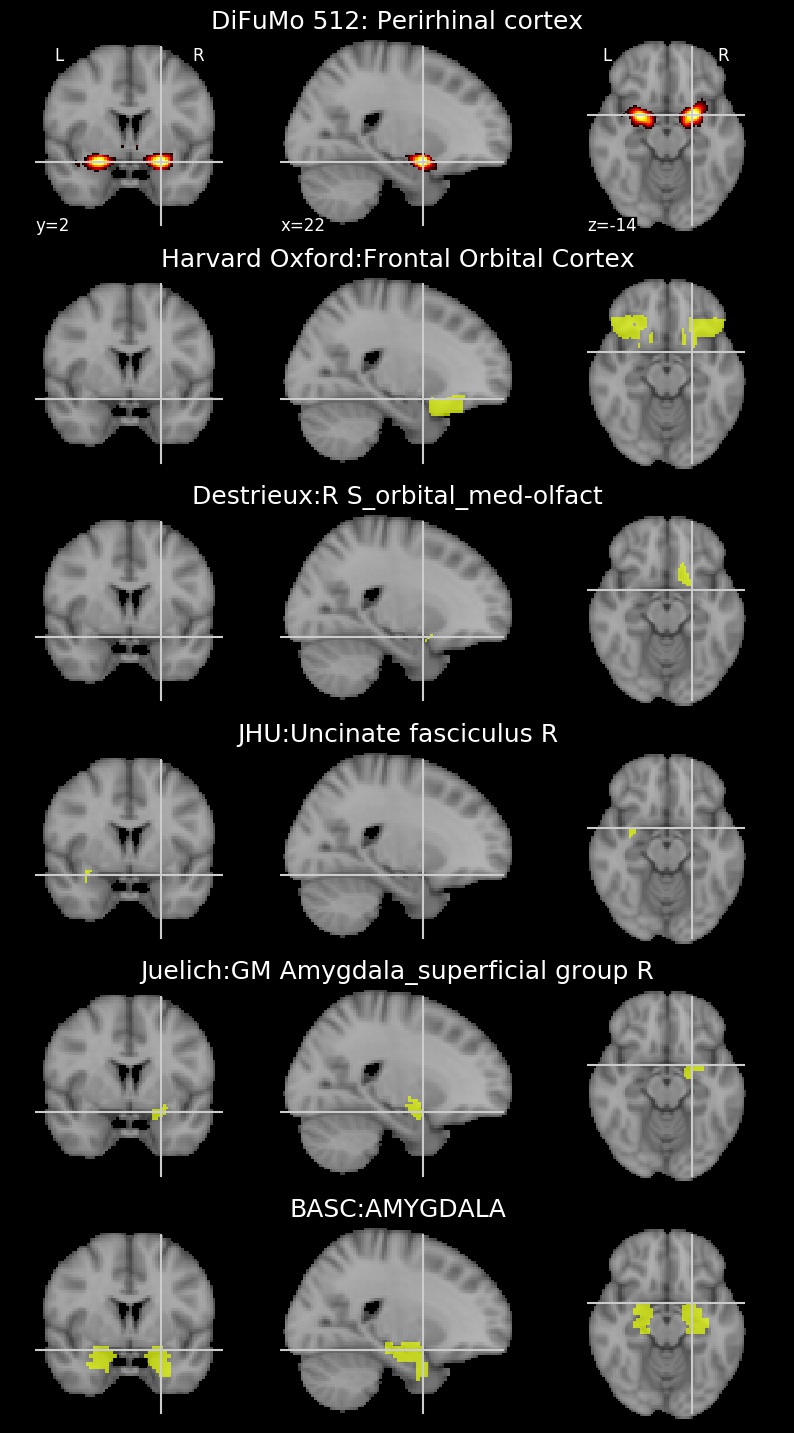 DiFuMo 512: Perirhinal cortex
L R L R
y=2 x=22 z=-14
Harvard Oxford:Frontal Orbital Cortex
Destrieux:R S_orbital_med-olfact
JHU:Uncinate fasciculus R
Juelich:GM Amygdala_superficial group R
BASC:AMYGDALA